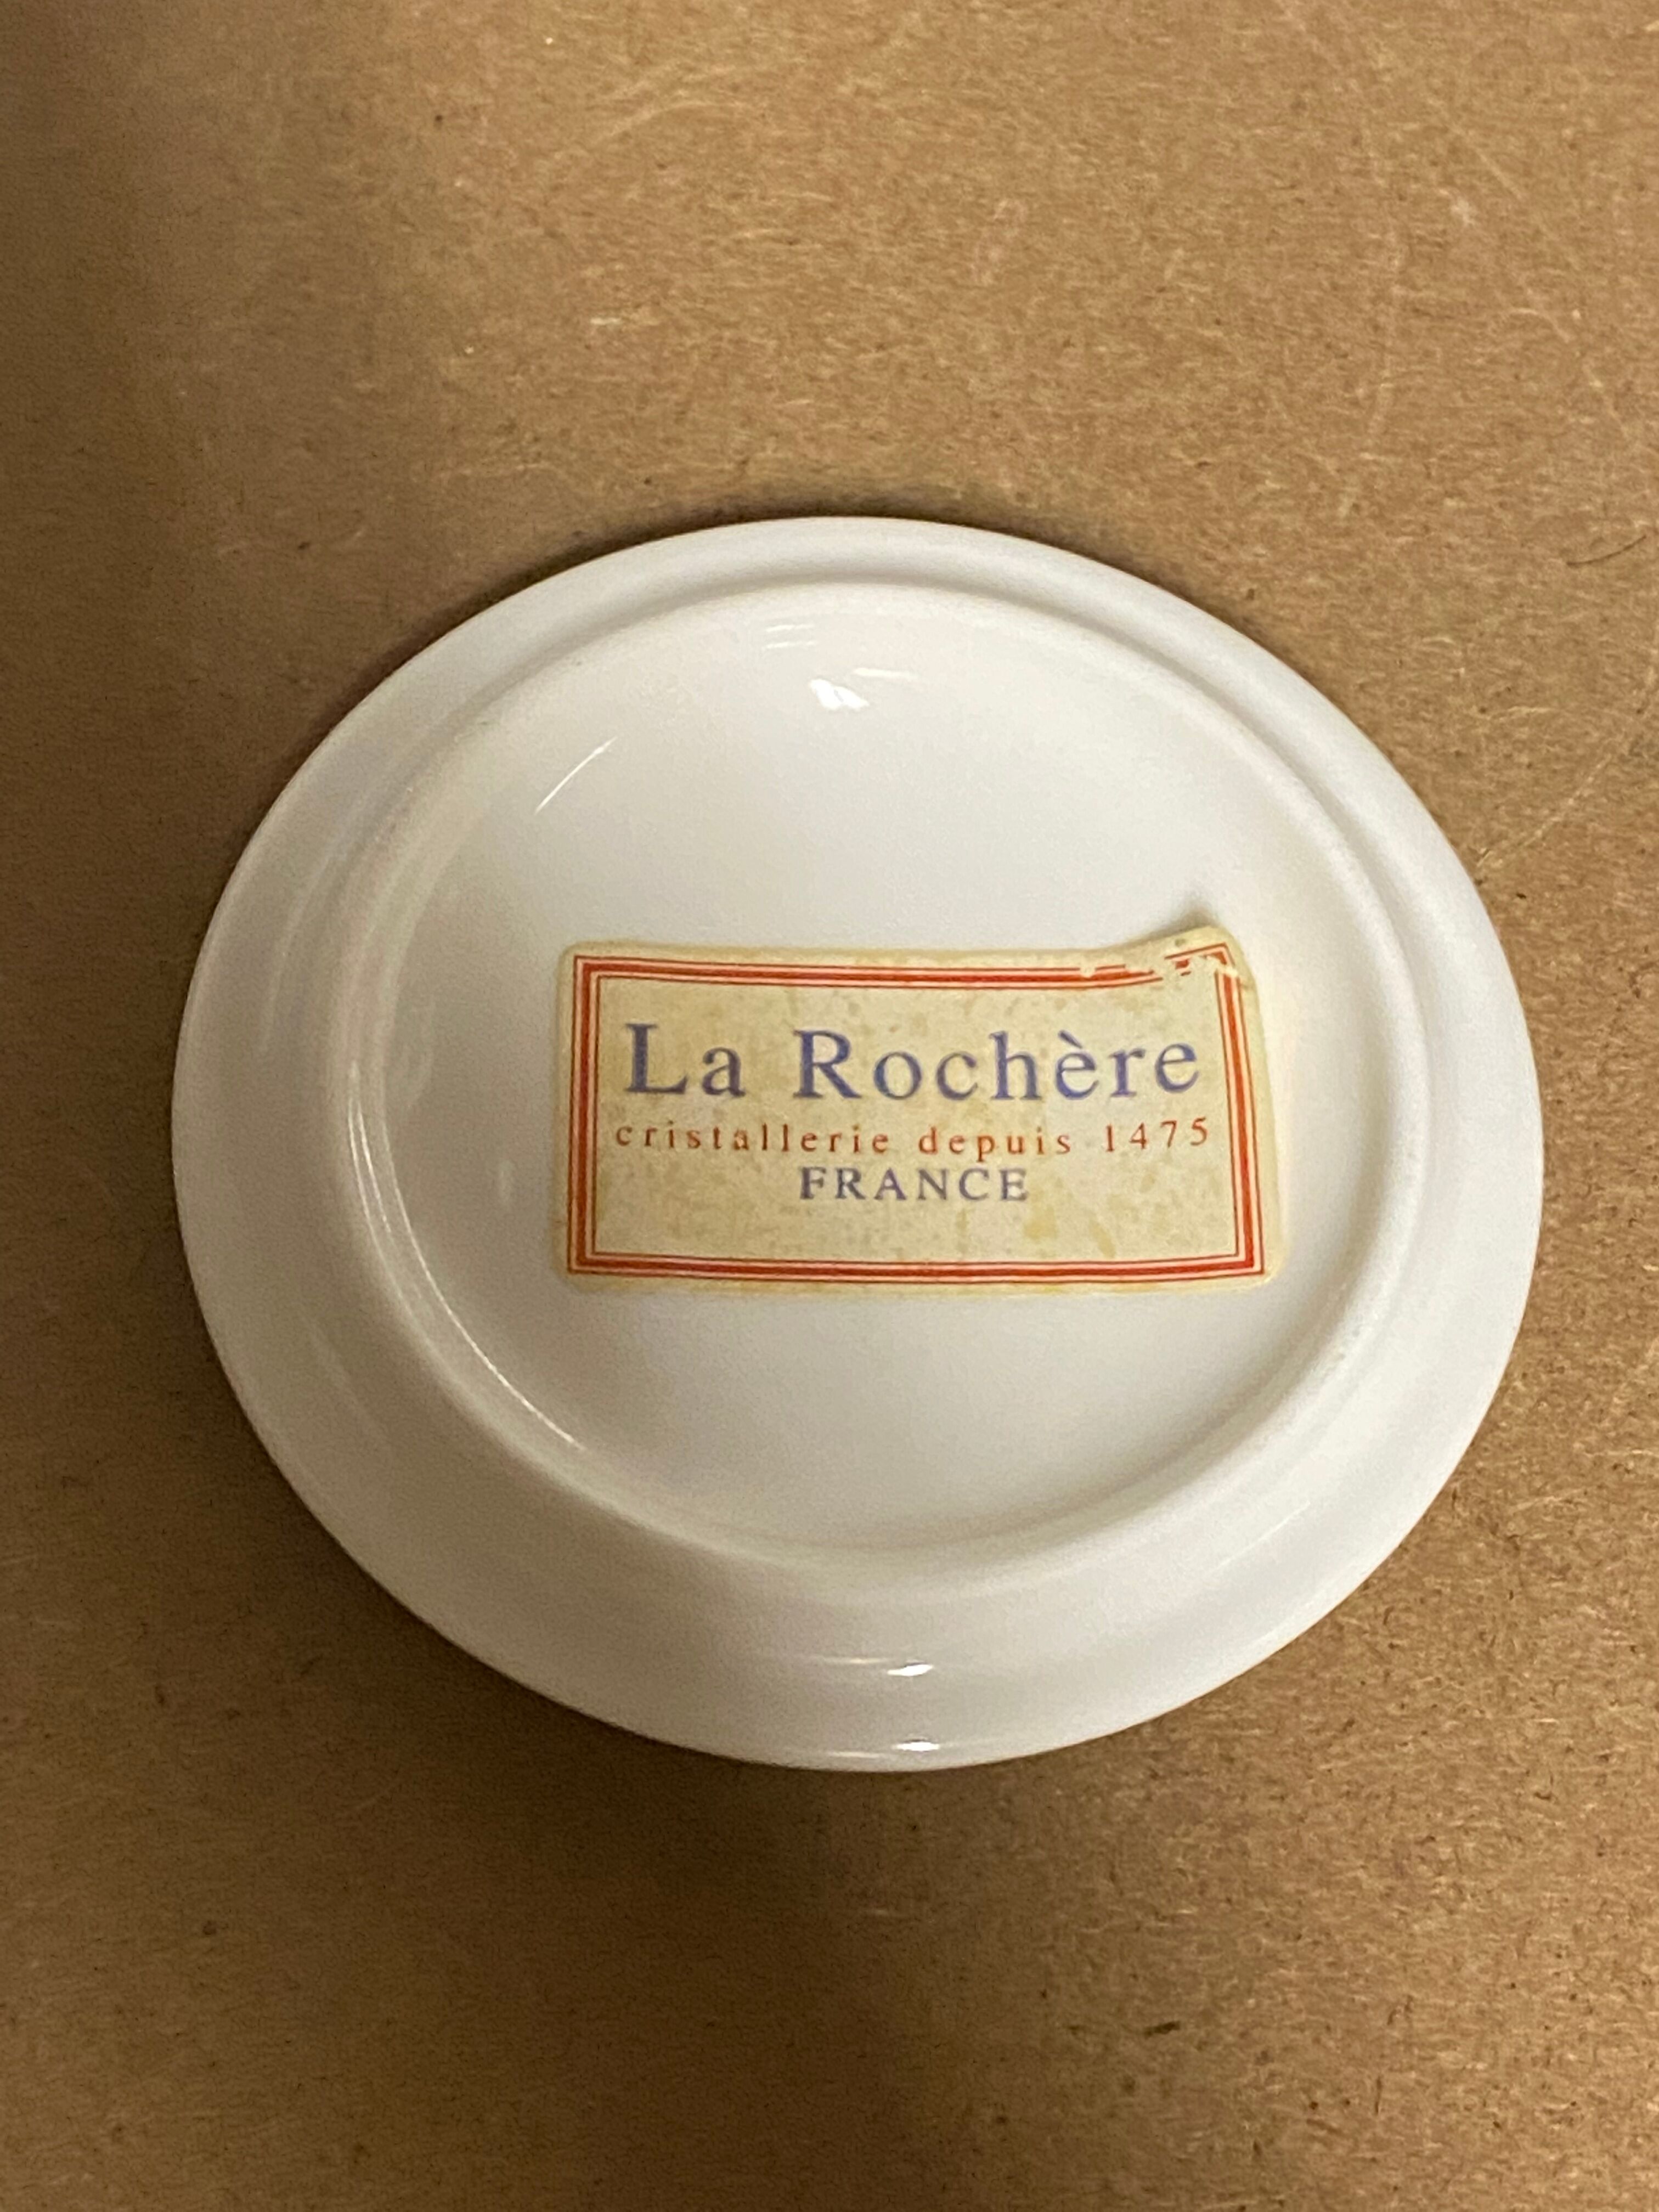 La Rochère
cristallerie depuis 1475
FRANCE